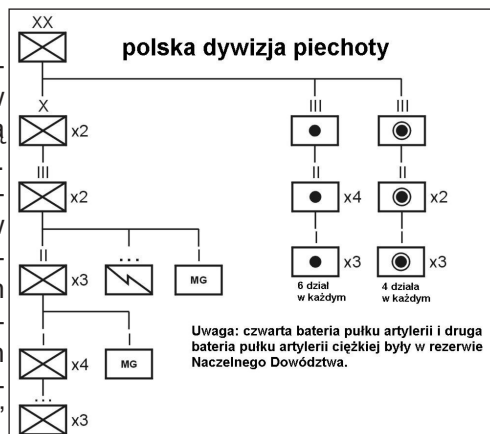 XX
polska dywizja piechoty
X
x2
III
III
III
x2
II
x4
II
x2
II
...
I
I
I
x3
MG
x3
x3
6 dział
w każdym
4 działa
w każdym
I
I
x4
MG
Uwaga: czwarta bateria pułku artylerii i druga
bateria pułku artylerii ciężkiej były w rezerwie
Naczelnego Dowództwa.
...
x3